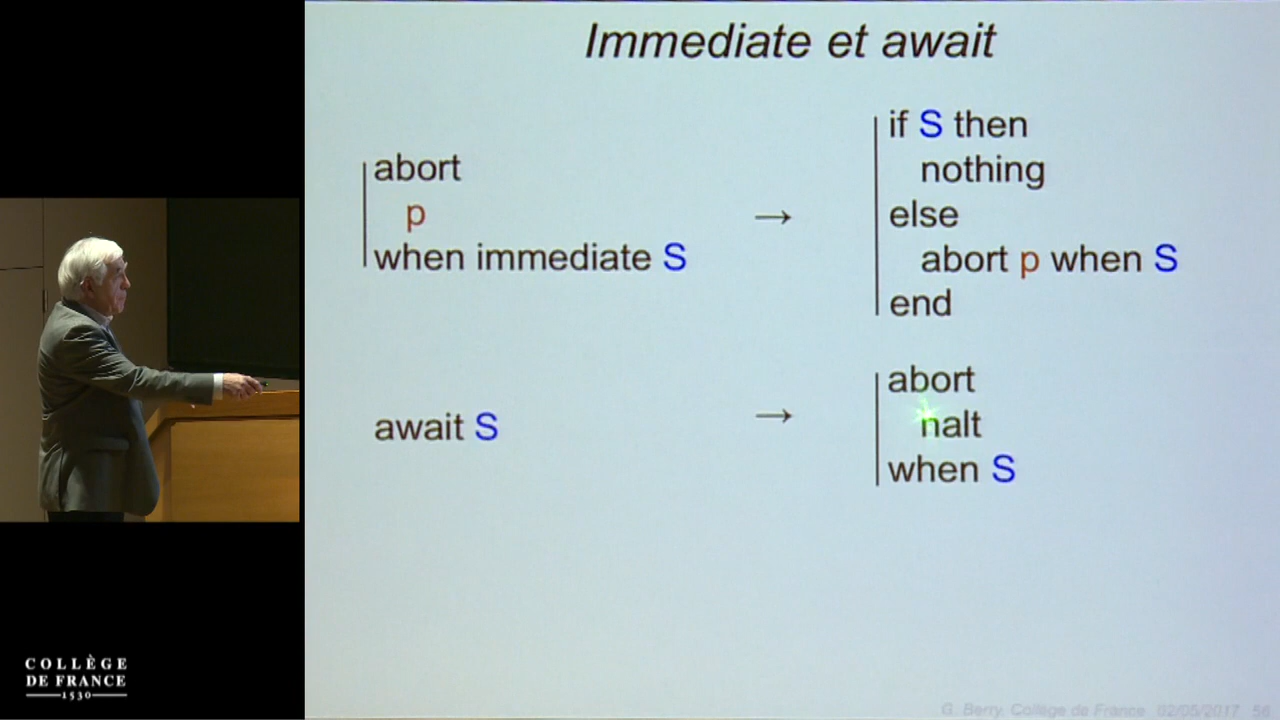 Immediate et await
abort
p
when immediate S
→
if S then
nothing
else
abort p when S
end
await S
→
abort
halt
when S
COLLÈGE
DE FRANCE
1530
G. Berry, Collège de France 02/05/2017 56